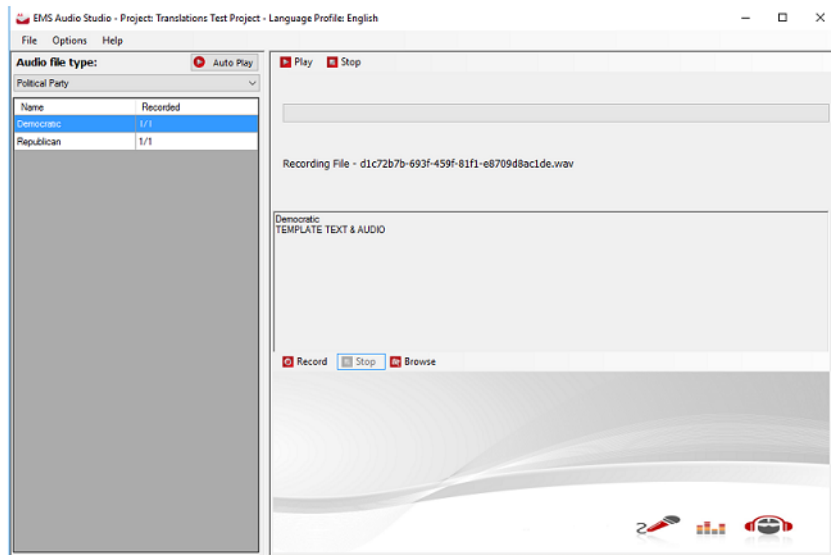 EMS Audio Studio - Project: Translations Test Project - Language Profile: English
File Options Help
Audio file type:
Auto Play
Political Party
Name Recorded
Democratic 1/1
Republican 1/1
Play Stop
Recording File - d1c72b7b-693f-459f-81f1-e8709d8ac1de.wav
Democratic
TEMPLATE TEXT & AUDIO
Record Stop Browse